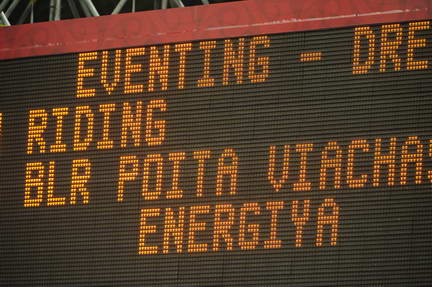 EVENTING - DRE
RIDING
BLR POITA VIACHAS
ENERGIYA